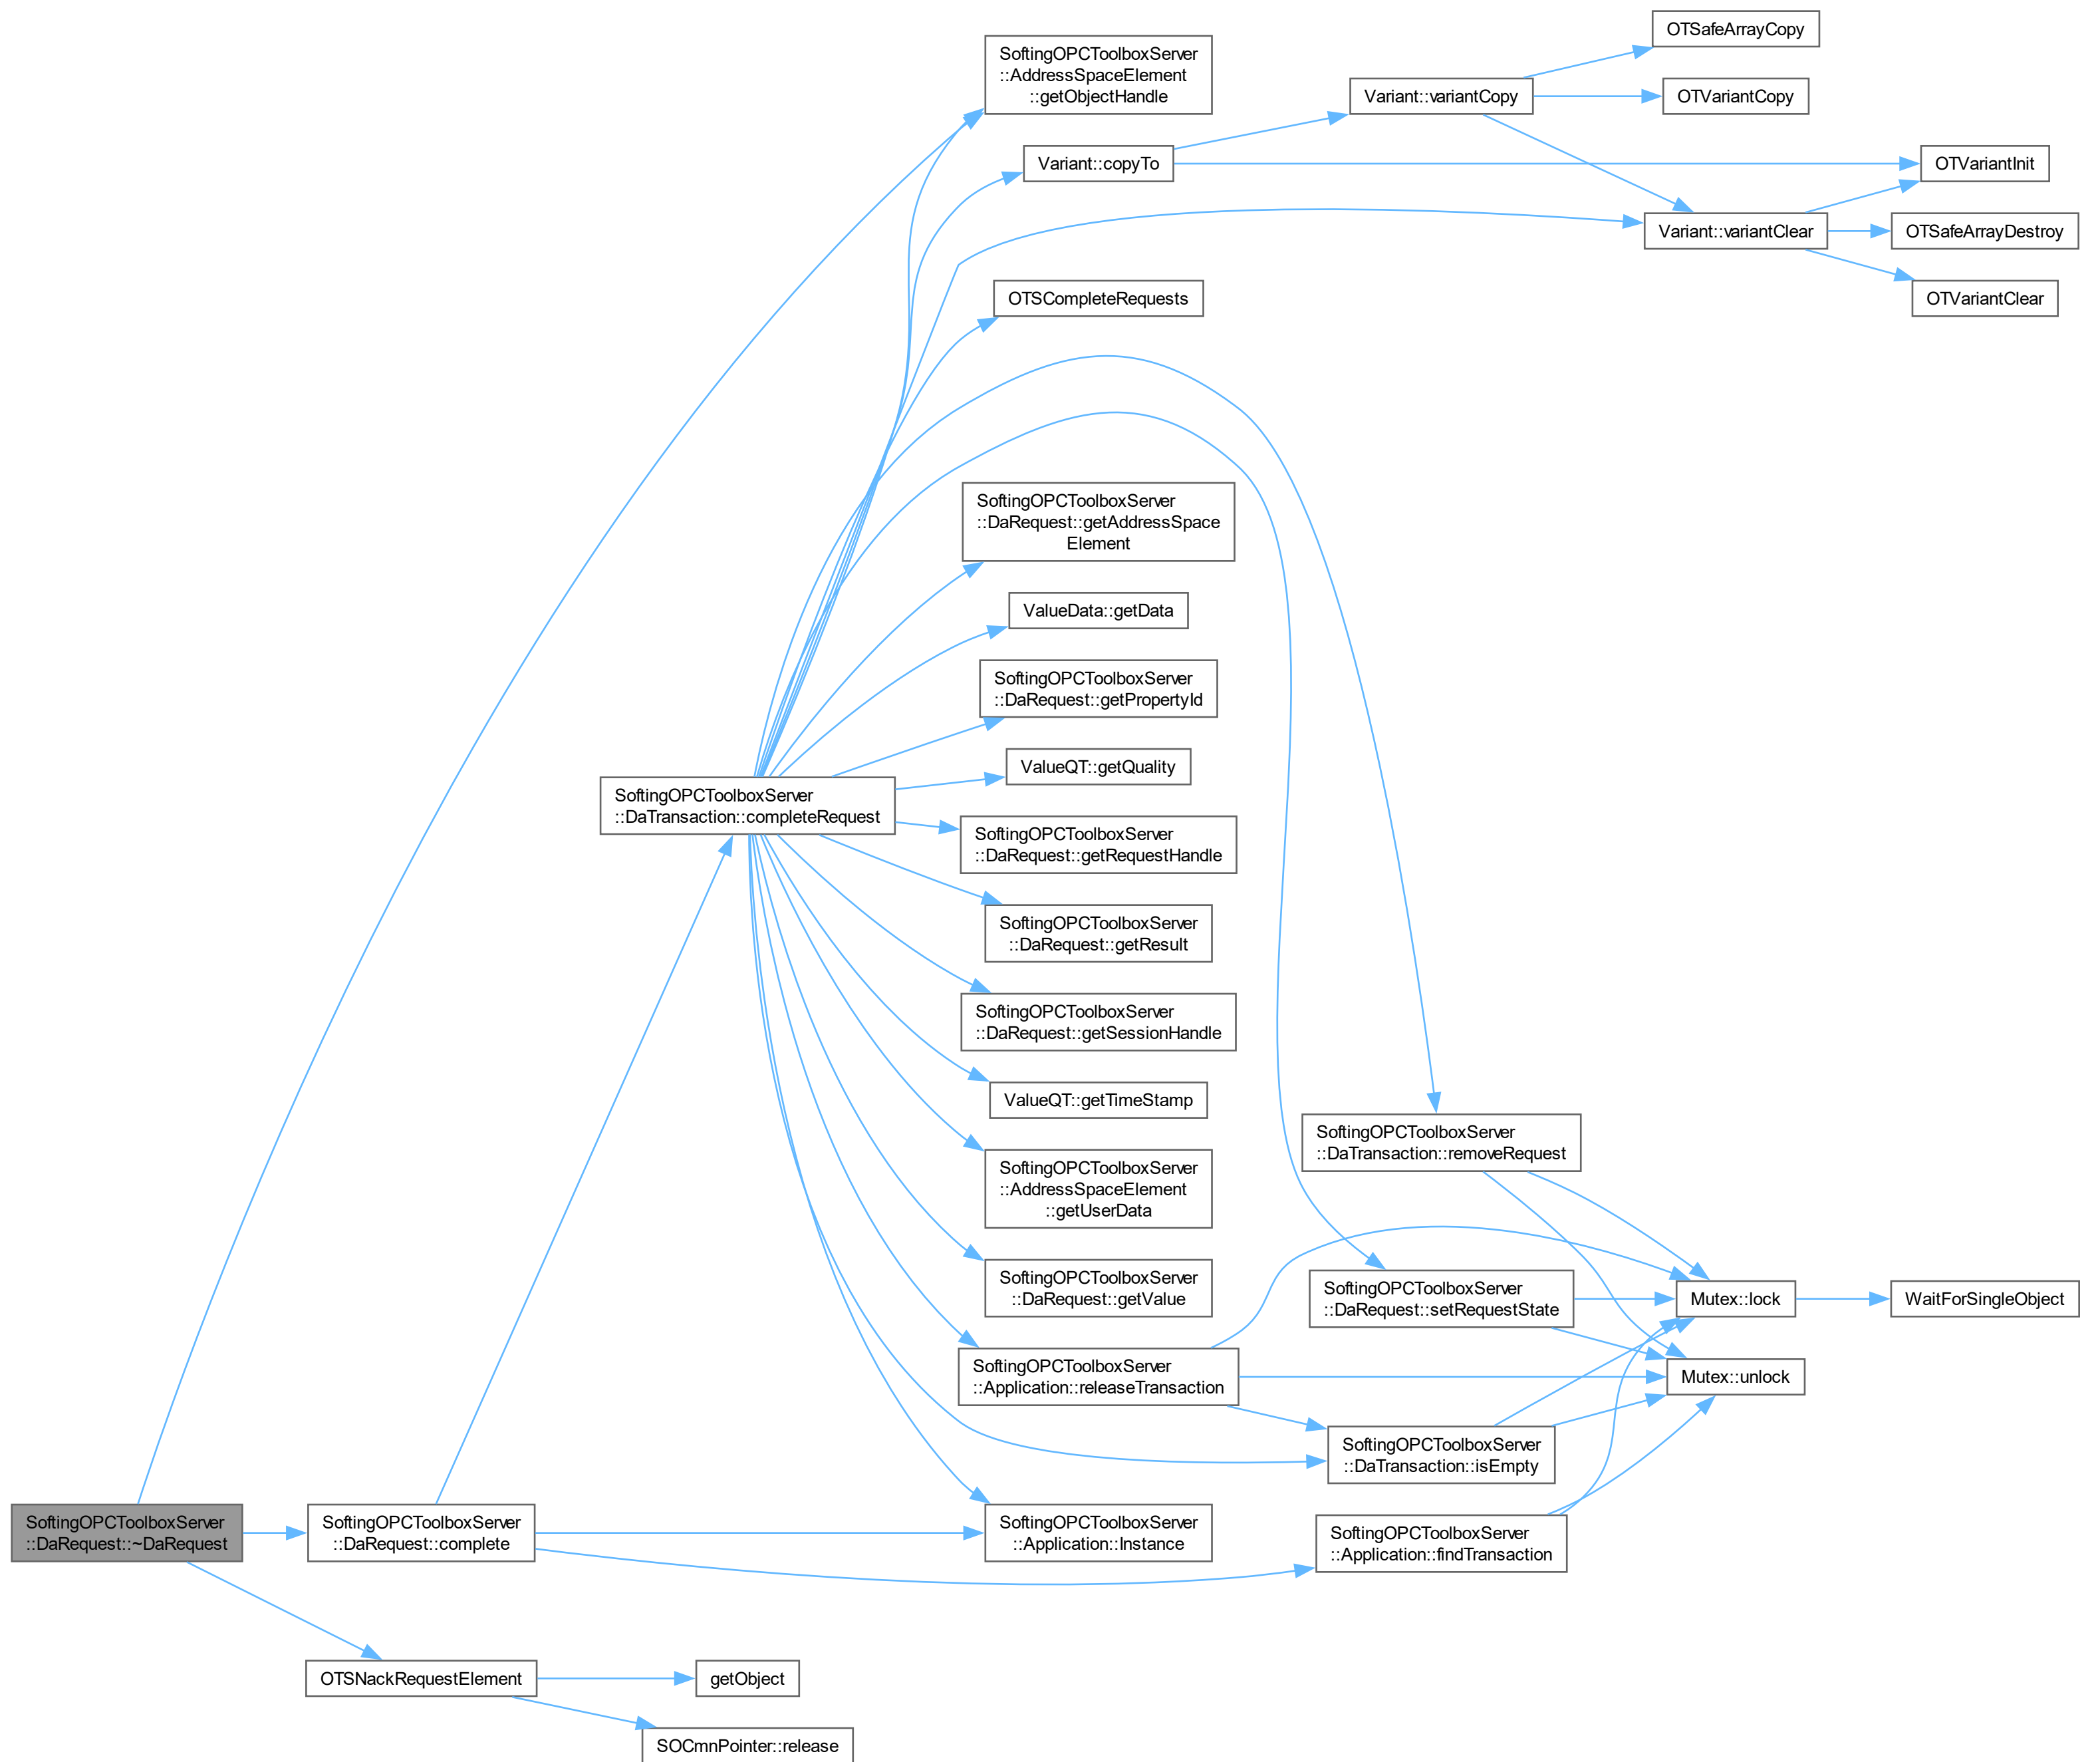 OTSafeArrayCopy
SoftingOPCToolboxServer
::AddressSpaceElement
::getObjectHandle
Variant::variantCopy
OTVariantCopy
Variant::copyTo
OTVariantInit
Variant::variantClear
OTSafeArrayDestroy
OTVariantClear
OTSCompleteRequests
SoftingOPCToolboxServer
::DaRequest::getAddressSpace
Element
ValueData::getData
SoftingOPCToolboxServer
::DaRequest::getPropertyId
ValueQT::getQuality
SoftingOPCToolboxServer
::DaTransaction::completeRequest
SoftingOPCToolboxServer
::DaRequest::getRequestHandle
SoftingOPCToolboxServer
::DaRequest::getResult
SoftingOPCToolboxServer
::DaRequest::getSessionHandle
ValueQT::getTimeStamp
SoftingOPCToolboxServer
::DaTransaction::removeRequest
SoftingOPCToolboxServer
::AddressSpaceElement
::getUserData
SoftingOPCToolboxServer
::DaRequest::getValue
SoftingOPCToolboxServer
::DaRequest::setRequestState
Mutex::lock
WaitForSingleObject
SoftingOPCToolboxServer
::Application::releaseTransaction
Mutex::unlock
SoftingOPCToolboxServer
::DaTransaction::isEmpty
SoftingOPCToolboxServer
::DaRequest::~DaRequest
SoftingOPCToolboxServer
::DaRequest::complete
SoftingOPCToolboxServer
::Application::Instance
SoftingOPCToolboxServer
::Application::findTransaction
OTSNackRequestElement
getObject
SOCmnPointer::release